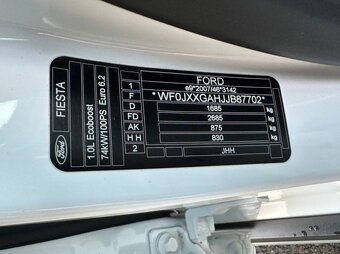 FORD
e9*2007/46*3142
*WF0JXXGAHJJB87702*
1685 kg
2685 kg
875 kg
830 kg
JHH
1
F
D
FD
AK
H H
2
FIESTA
1.0L Ecoboost
74kW/100PS Euro 6.2
Ford